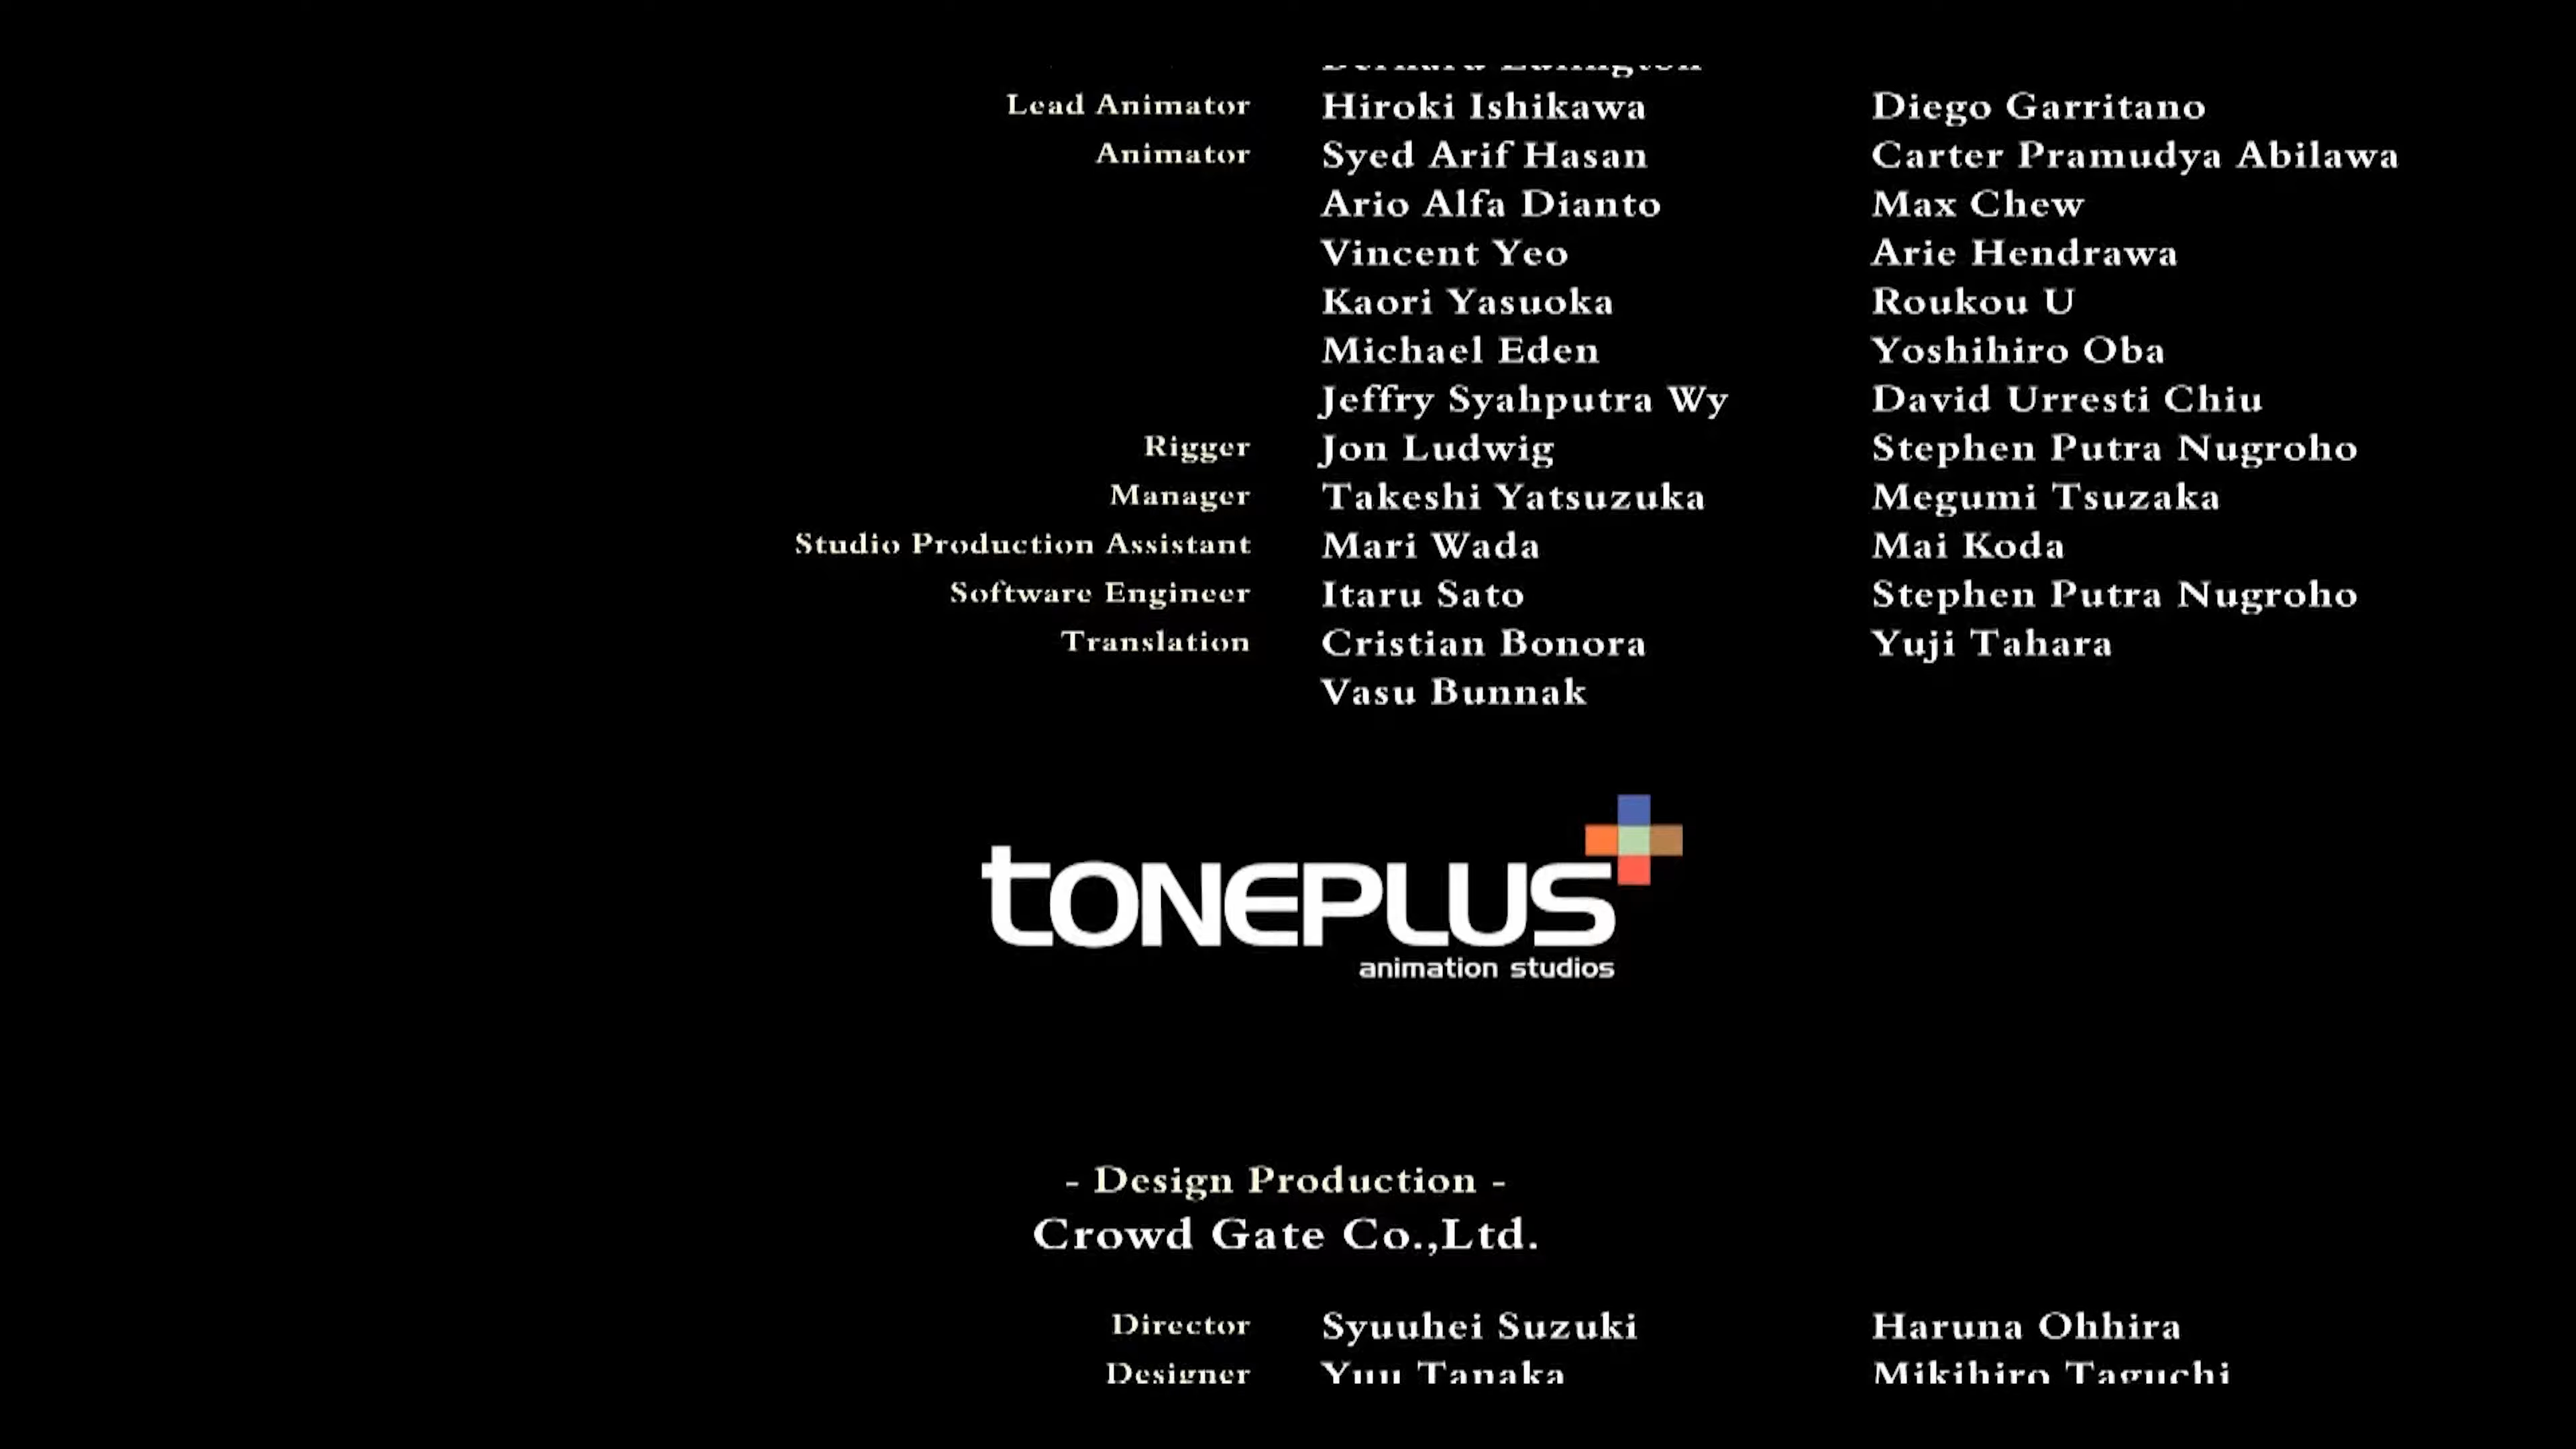 Lead Animator Hiroki Ishikawa Diego Garritano
Animator Syed Arif Hasan Carter Pramudya Abilawa
Ario Alfa Dianto Max Chew
Vincent Yeo Arie Hendrawa
Kaori Yasuoka Roukou U
Michael Eden Yoshihiro Oba
Jeffry Syahputra Wy David Urresti Chiu
Rigger Jon Ludwig Stephen Putra Nugroho
Manager Takeshi Yatsuzuka Megumi Tsuzaka
Studio Production Assistant Mari Wada Mai Koda
Software Engineer Itaru Sato Stephen Putra Nugroho
Translation Cristian Bonora Yuji Tahara
Vasu Bunnak
tONEPLUS
animation studios
- Design Production -
Crowd Gate Co.,Ltd.
Director Syuuhei Suzuki Haruna Ohhira
Designer Yuu Tanaka Mikihiro Taguchi